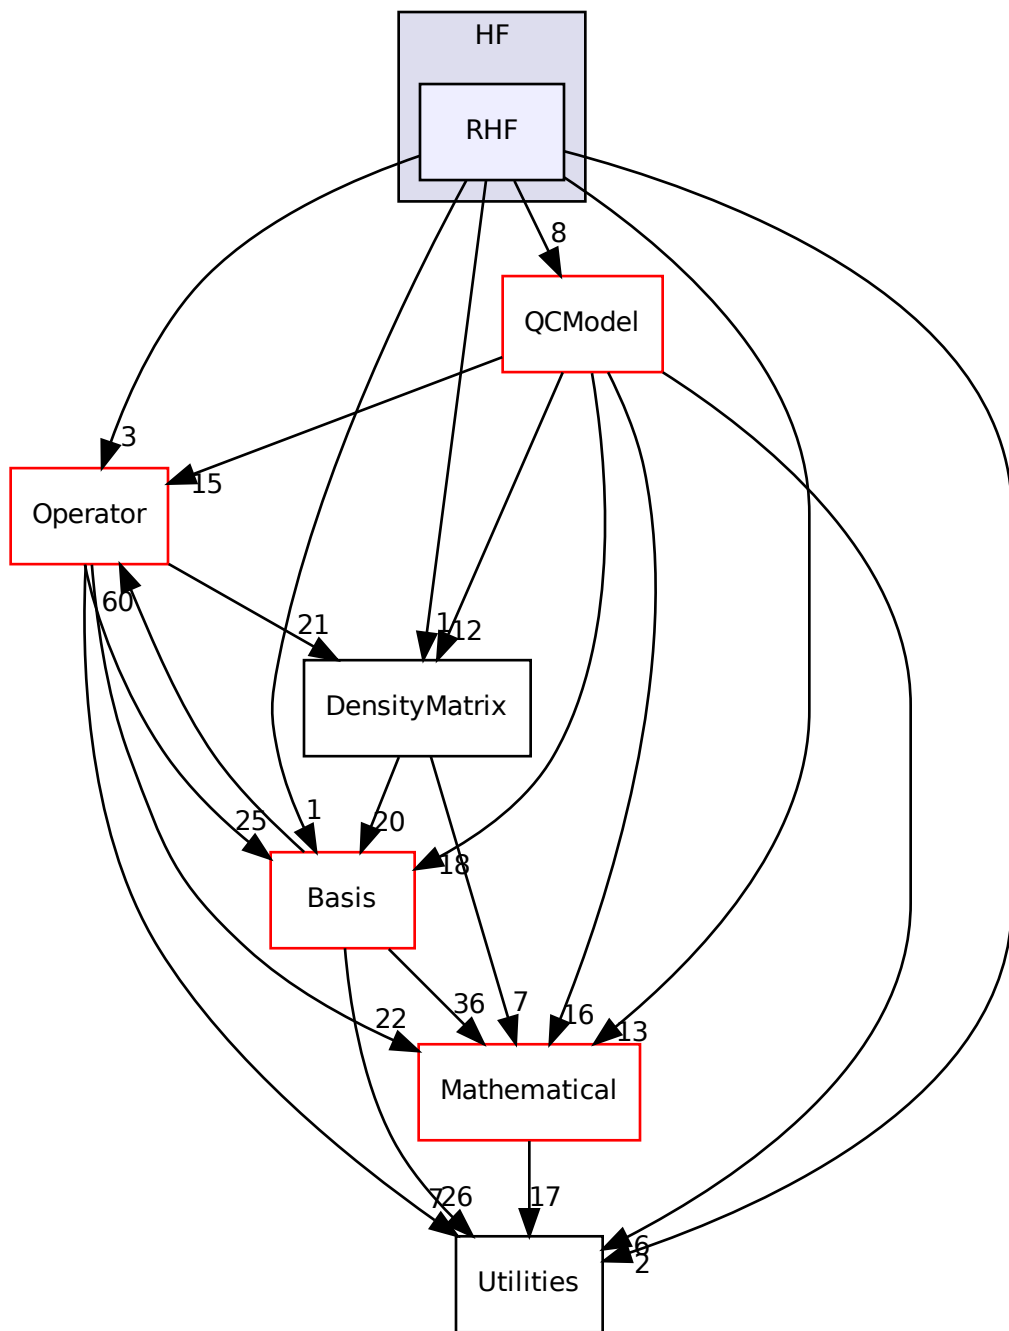 HF
RHF
8
QCModel
3
15
Operator
60
21
1
12
DensityMatrix
25
1
20
18
Basis
22
36
7
16
13
Mathematical
7
26
17
6
2
Utilities